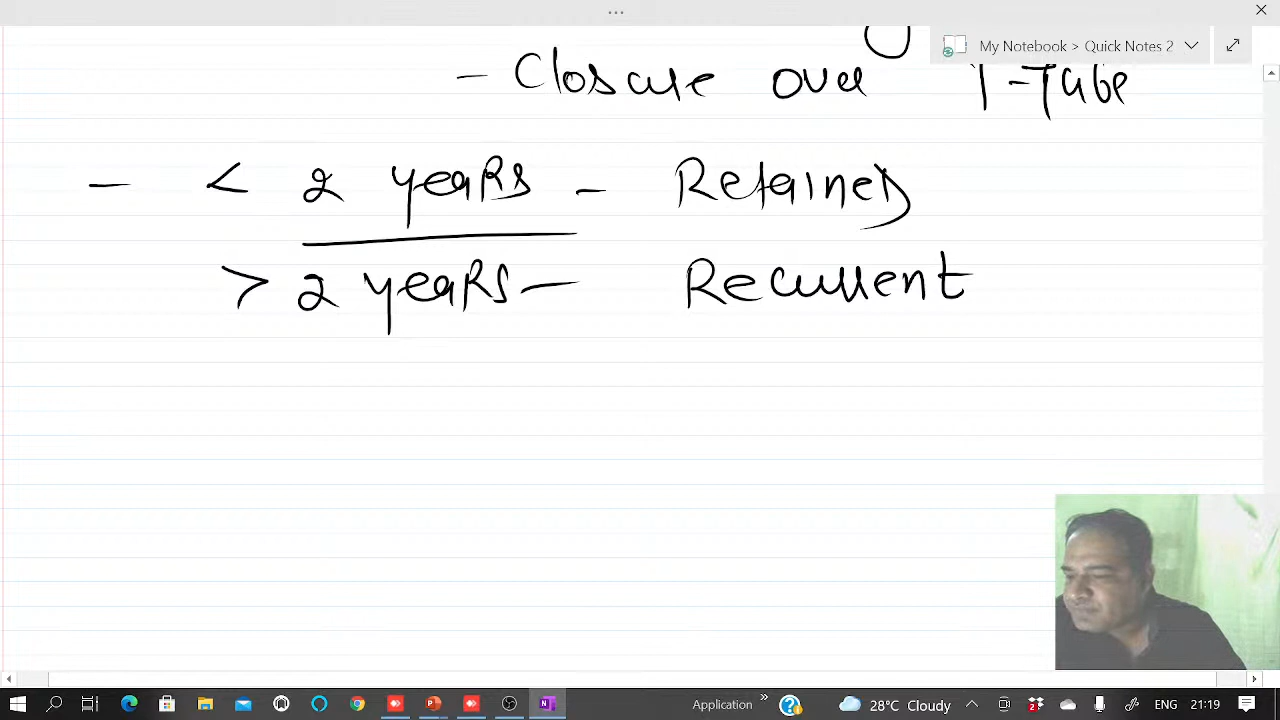 ...
My Notebook > Quick Notes 2
- Closure over T-Tube
- < 2 years - Retained
> 2 years - Recurrent
Application
»
28°C Cloudy
2
ENG
21:19